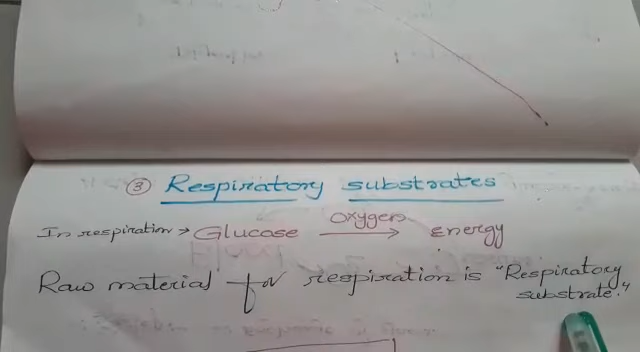 ③ Respiratory substrates
In respiration > Glucose oxygen → energy
Raw material for respiration is "Respiratory
substrate."